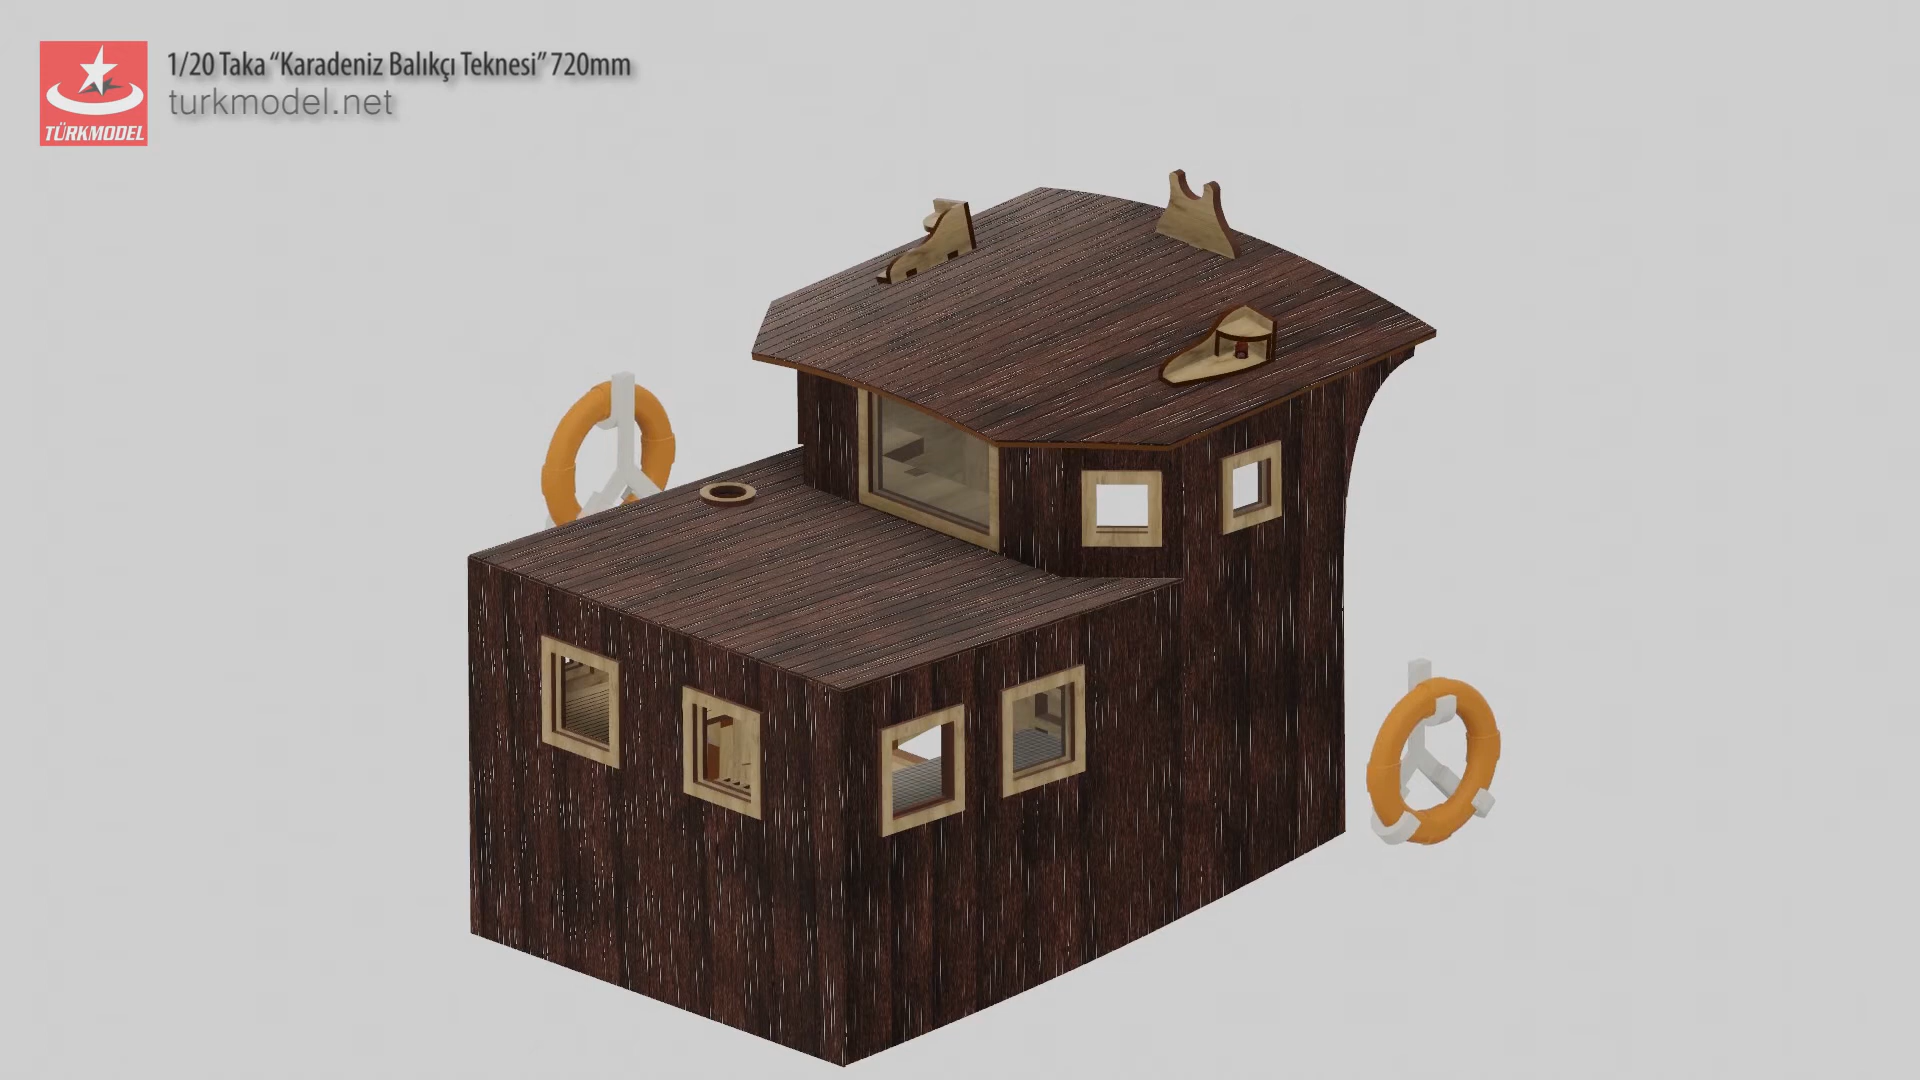 1/20 Taka “Karadeniz Balıkçı Teknesi” 720mm
turkmodel.net
TÜRKMODEL